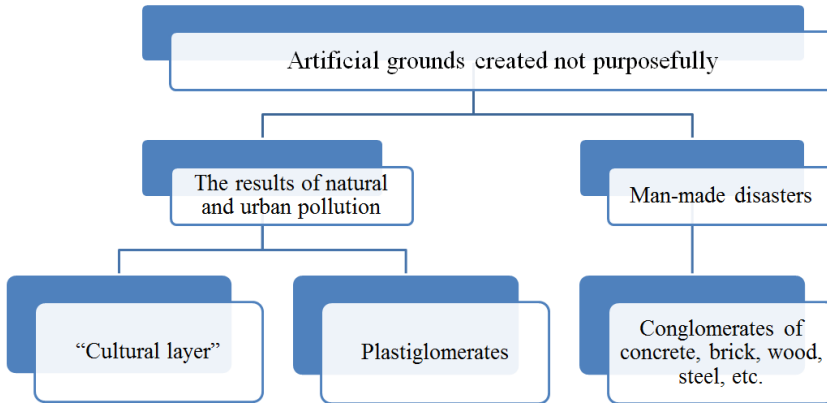 Artificial grounds created not purposefully
The results of natural
and urban pollution
Man-made disasters
“Cultural layer”
Plastiglomerates
Conglomerates of
concrete, brick, wood,
steel, etc.